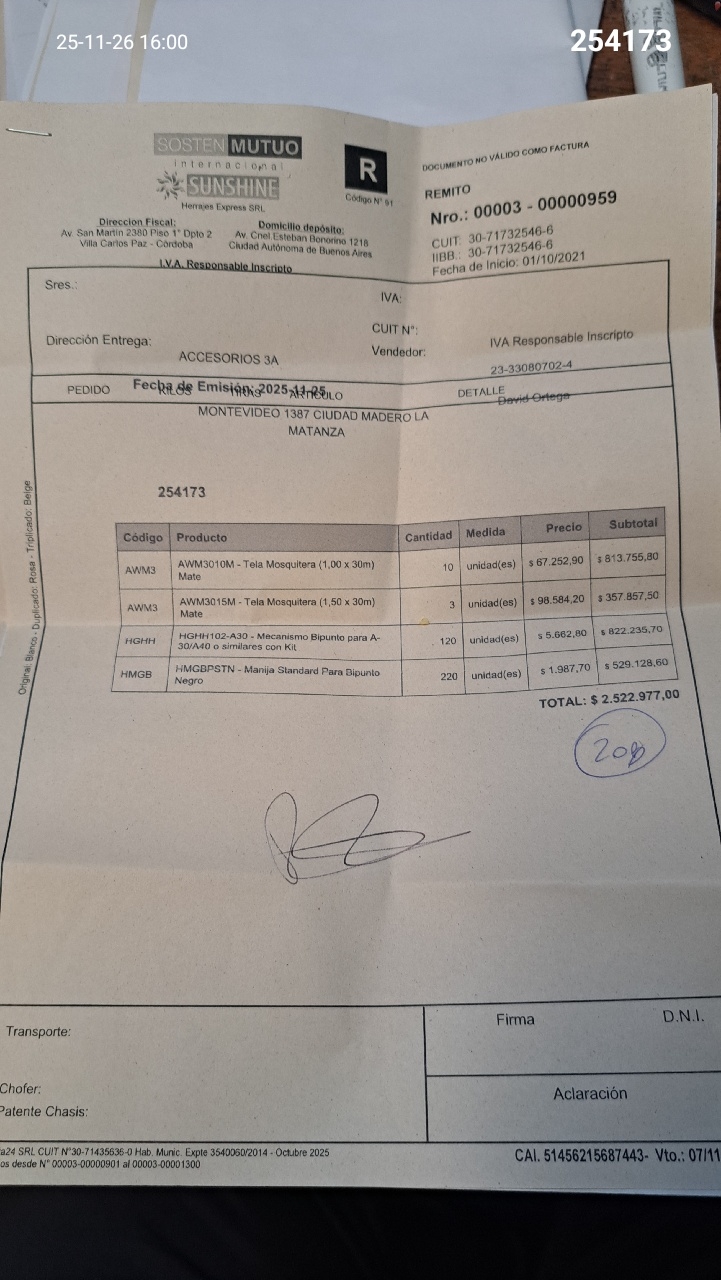 25-11-26 16:00
254173
SOSTEN MUTUO
internacional
SUNSHINE
Herrajes Express SRL
Direccion Fiscal:
Av. San Martin 2380 Piso 1° Dpto 2
Villa Carlos Paz - Córdoba
Domicilio depósito:
Av. Cnel.Esteban Bonorino 1218
Ciudad Autónoma de Buenos Aires
I.V.A. Responsable Inscripto
R
Código N° 91
DOCUMENTO NO VÁLIDO COMO FACTURA
REMITO
Nro.: 00003 - 00000959
CUIT: 30-71732546-6
IIBB.: 30-71732546-6
Fecha de Inicio: 01/10/2021
Sres.:
IVA:
CUIT N°:
IVA Responsable Inscripto
Dirección Entrega:
Vendedor:
ACCESORIOS 3A
23-33080702-4
PEDIDO
Fecha de Emisión: 2025-11-25
KILOS TIRAS ARTICULO
DETALLE
David Ortega
MONTEVIDEO 1387 CIUDAD MADERO LA
MATANZA
254173
Código Producto Cantidad Medida Precio Subtotal
AWM3 AWM3010M - Tela Mosquitera (1,00 x 30m) Mate 10 unidad(es) $ 67.252,90 $ 813.755,80
AWM3 AWM3015M - Tela Mosquitera (1,50 x 30m) Mate 3 unidad(es) $ 98.584,20 $ 357.857,50
HGHH HGHH102-A30 - Mecanismo Bipunto para A-30/A40 o similares con Kit 120 unidad(es) $ 5.662,80 $ 822.235,70
HMGB HMGBPSTN - Manija Standard Para Bipunto Negro 220 unidad(es) $ 1.987,70 $ 529.128,60
TOTAL: $ 2.522.977,00
Original: Blanco - Duplicado: Rosa - Triplicado: Beige
Transporte:
Firma
D.N.I.
Chofer:
Patente Chasis:
Aclaración
a24 SRL CUIT N°30-71435636-0 Hab. Munic. Expte 3540060/2014 - Octubre 2025
os desde N° 00003-00000901 al 00003-00001300
CAI. 51456215687443- Vto.: 07/11